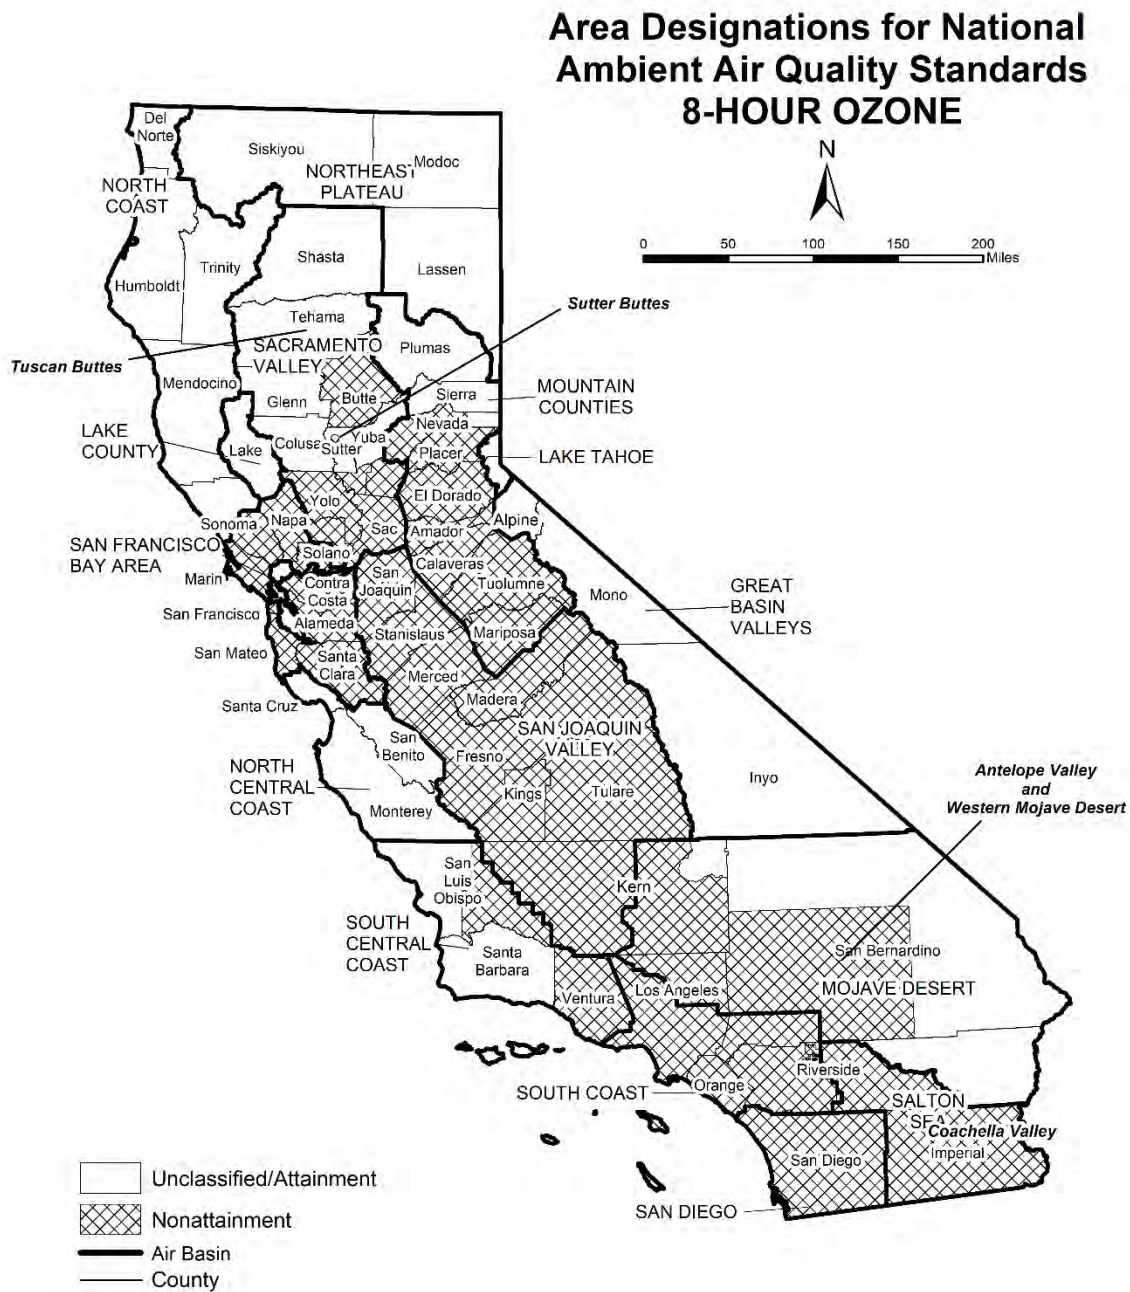 Area Designations for National
Ambient Air Quality Standards
8-HOUR OZONE
N
0 50 100 150 200
Miles
Del
Norte
Siskiyou
Modoc
NORTHEAST
PLATEAU
NORTH
COAST
Shasta
Trinity
Lassen
Humboldt
Sutter Buttes
Tehama
Tuscan Buttes
SACRAMENTO
VALLEY
Plumas
Mendocino
MOUNTAIN
COUNTIES
Butte
Sierra
Glenn
Nevada
LAKE
COUNTY
Lake
Colusa
Yuba
Sutter
Placer
LAKE TAHOE
Yolo
El Dorado
Sonoma
Napa
Sac
Alpine
Amador
SAN FRANCISCO
BAY AREA
Solano
Calaveras
Marin
Contra
Costa
San
Joaquin
Tuolumne
Mono
GREAT
BASIN
VALLEYS
San Francisco
Alameda
Stanislaus
Mariposa
San Mateo
Santa
Clara
Merced
Madera
Santa Cruz
San
Benito
SAN JOAQUIN
VALLEY
Fresno
NORTH
CENTRAL
COAST
Kings
Tulare
Inyo
Monterey
Antelope Valley
and
Western Mojave Desert
San
Luis
Obispo
Kern
SOUTH
CENTRAL
COAST
Santa
Barbara
San Bernardino
MOJAVE DESERT
Ventura
Los Angeles
Riverside
SOUTH COAST
Orange
SALTON
SEA
Coachella Valley
Imperial
San Diego
SAN DIEGO
Unclassified/Attainment
Nonattainment
Air Basin
County